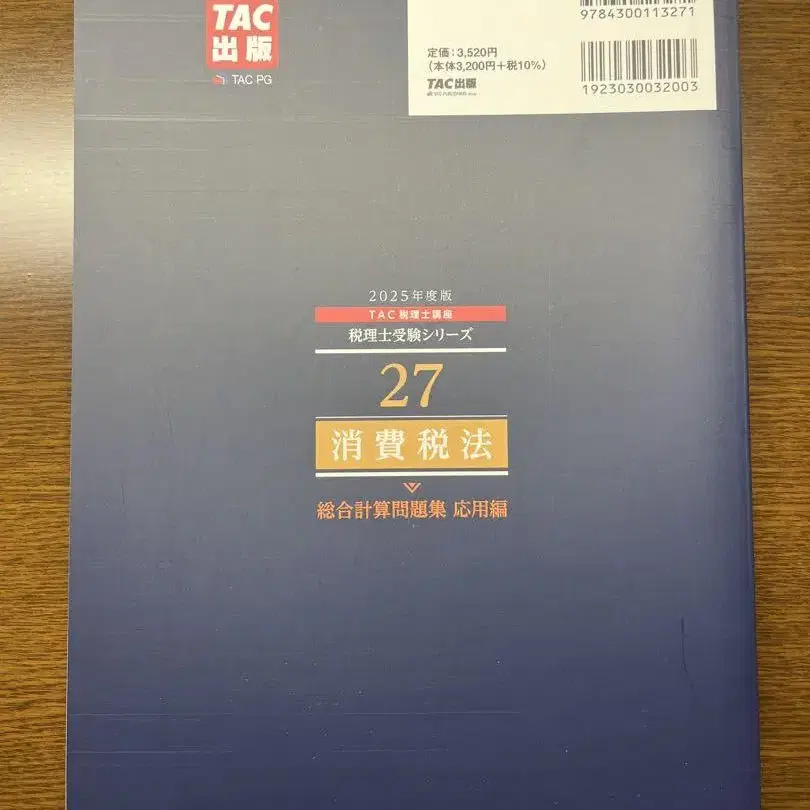 TAC
出版
TAC PG
9784300113271
定価:3,520円
(本体3,200円+税10%)
TAC出版
1923030032003
2025年度版
TAC税理士講座
税理士受験シリーズ
27
消費税法
総合計算問題集 応用編